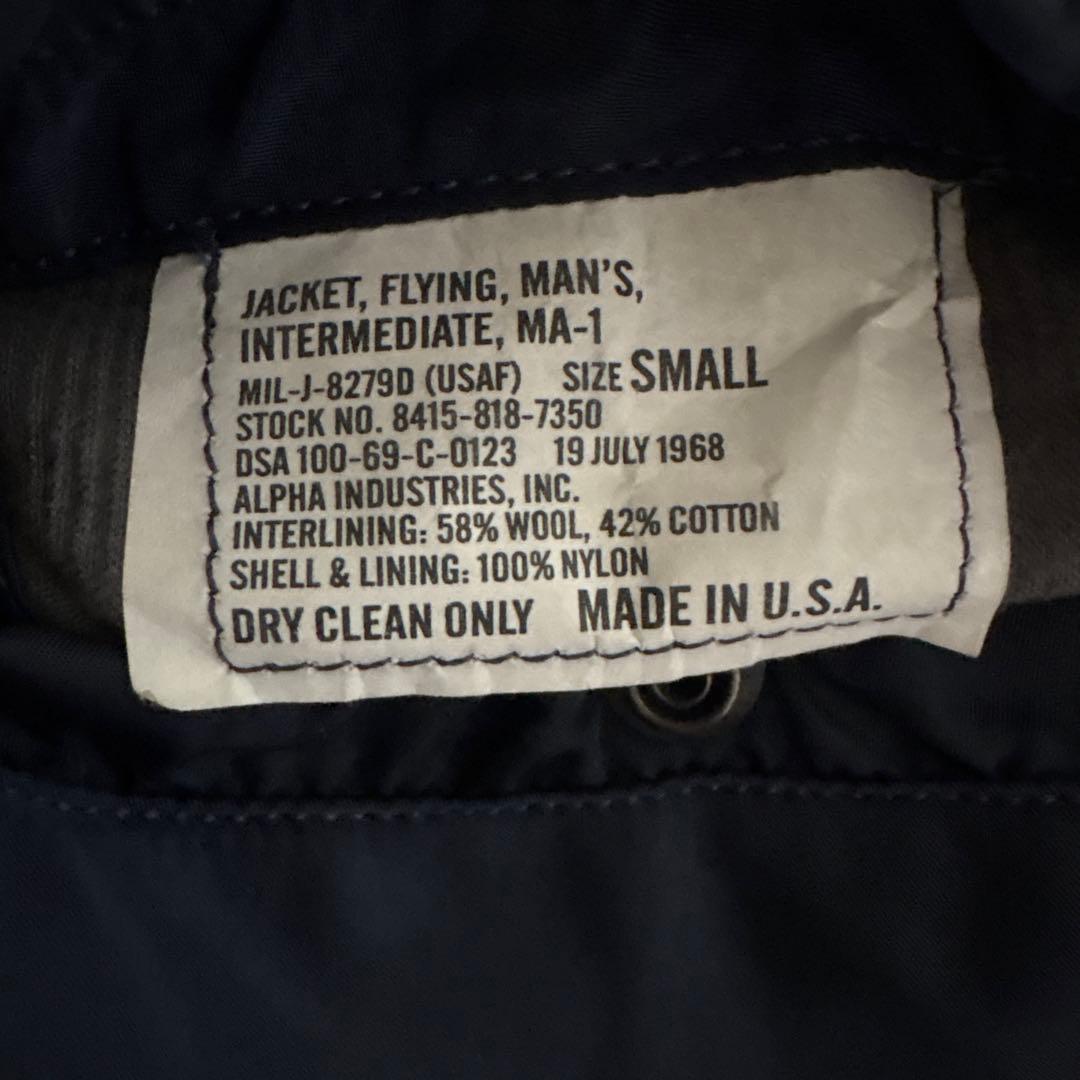 JACKET, FLYING, MAN'S,
INTERMEDIATE, MA-1
MIL-J-8279D (USAF) SIZE SMALL
STOCK NO. 8415-818-7350
DSA 100-69-C-0123 19 JULY 1968
ALPHA INDUSTRIES, INC.
INTERLINING: 58% WOOL, 42% COTTON
SHELL & LINING: 100% NYLON
DRY CLEAN ONLY MADE IN U.S.A.